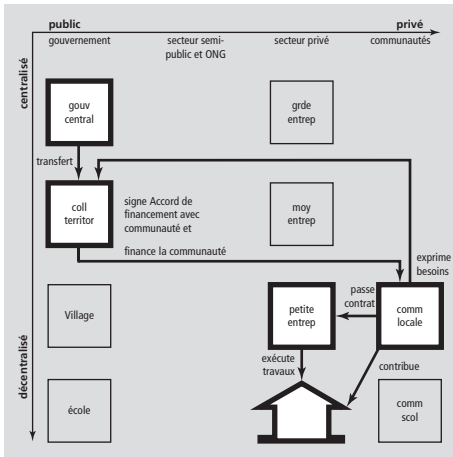 public
privé
gouvernement
secteur semi-
public et ONG
secteur privé
communautés
centralisé
gouv
central
grde
entrep
transfert
coll
territor
signe Accord de
financement avec
communauté et
finance la communauté
moy
entrep
exprime
besoins
Village
petite
entrep
passe
contrat
comm
locale
exécute
travaux
contribue
décentralisé
école
comm
scol